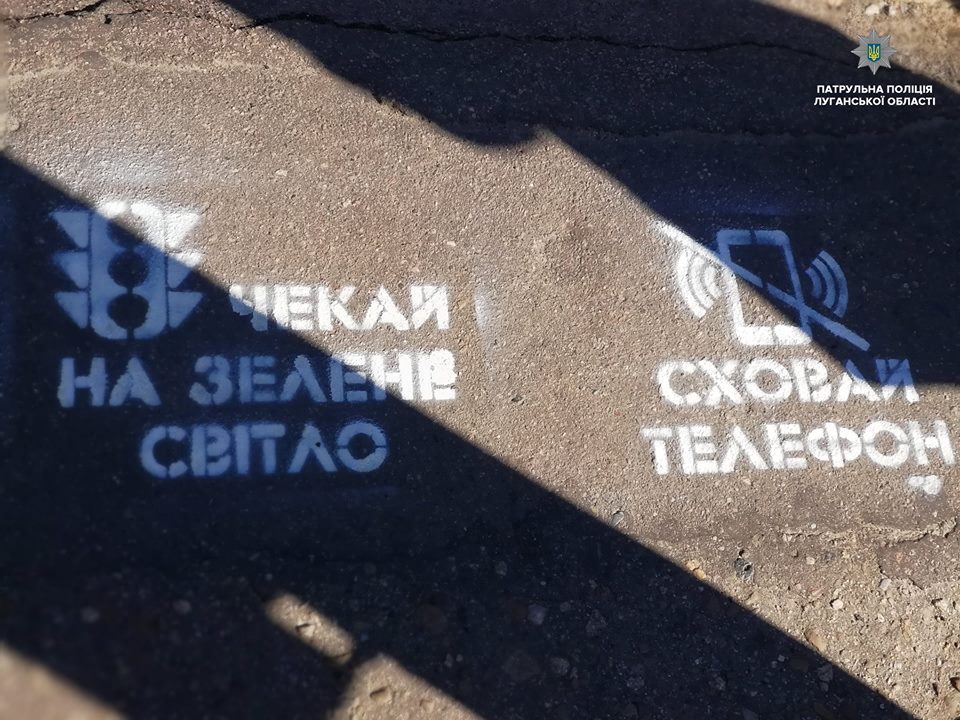 ПАТРУЛЬНА ПОЛІЦІЯ
ЛУГАНСЬКОЇ ОБЛАСТІ
ЧЕКАЙ
НА ЗЕЛЕНЕ
СВІТЛО
СХОВАЙ
ТЕЛЕФОН